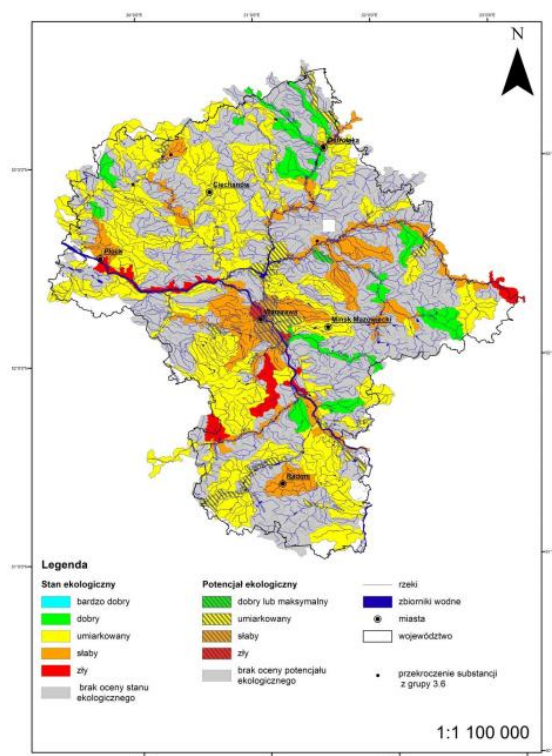 N
Ostrołęka
Ciechanów
Płock
Warszawa
Mińsk Mazowiecki
Radom
Legenda
Stan ekologiczny
bardzo dobry
dobry
umiarkowany
słaby
zły
brak oceny stanu
ekologicznego
Potencjał ekologiczny
dobry lub maksymalny
umiarkowany
słaby
zły
brak oceny potencjału
ekologicznego
rzeki
zbiorniki wodne
miasta
województwo
przekroczenie substancji
z grupy 3.6
1:1 100 000